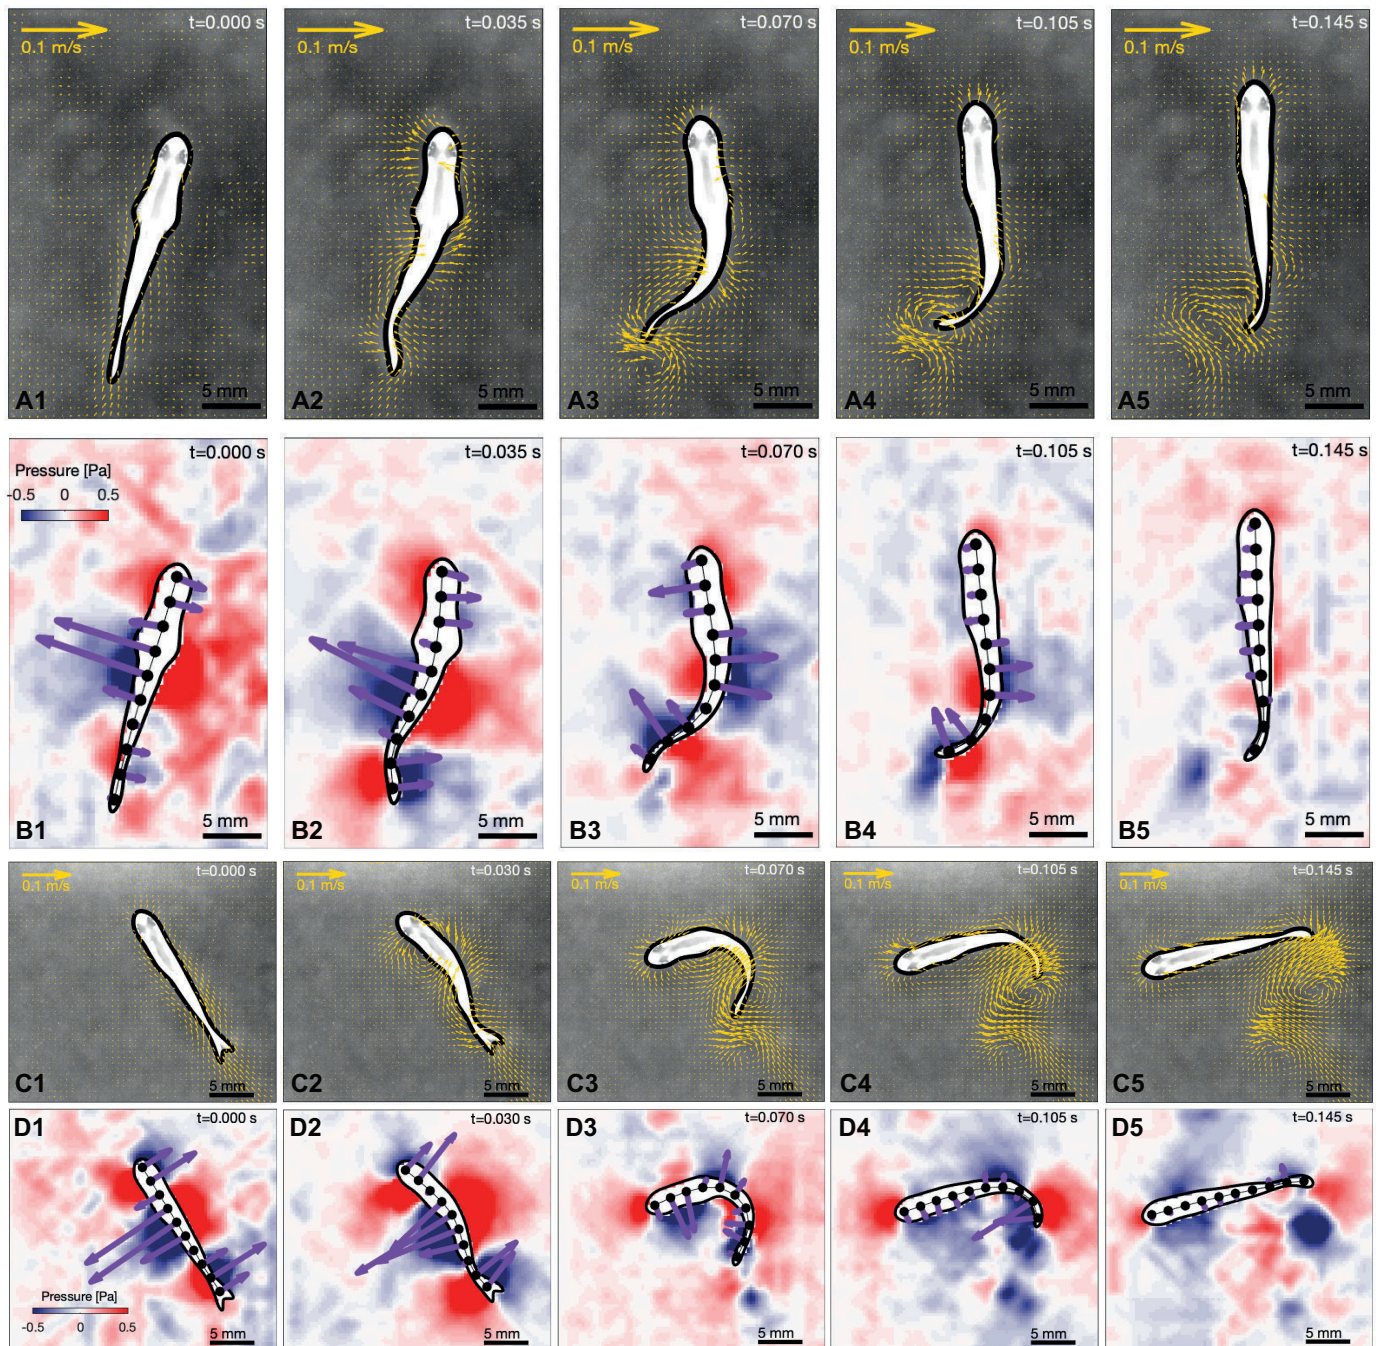 t=0.000 s
0.1 m/s
5 mm
A1
t=0.035 s
0.1 m/s
5 mm
A2
t=0.070 s
0.1 m/s
5 mm
A3
t=0.105 s
0.1 m/s
5 mm
A4
t=0.145 s
0.1 m/s
5 mm
A5
t=0.000 s
Pressure [Pa]
-0.5 0 0.5
5 mm
B1
t=0.035 s
5 mm
B2
t=0.070 s
5 mm
B3
t=0.105 s
5 mm
B4
t=0.145 s
5 mm
B5
t=0.000 s
0.1 m/s
5 mm
C1
t=0.030 s
0.1 m/s
5 mm
C2
t=0.070 s
0.1 m/s
5 mm
C3
t=0.105 s
0.1 m/s
5 mm
C4
t=0.145 s
0.1 m/s
5 mm
C5
D1
t=0.000 s
Pressure [Pa]
-0.5 0 0.5
5 mm
D2
t=0.030 s
5 mm
D3
t=0.070 s
5 mm
D4
t=0.105 s
5 mm
D5
t=0.145 s
5 mm